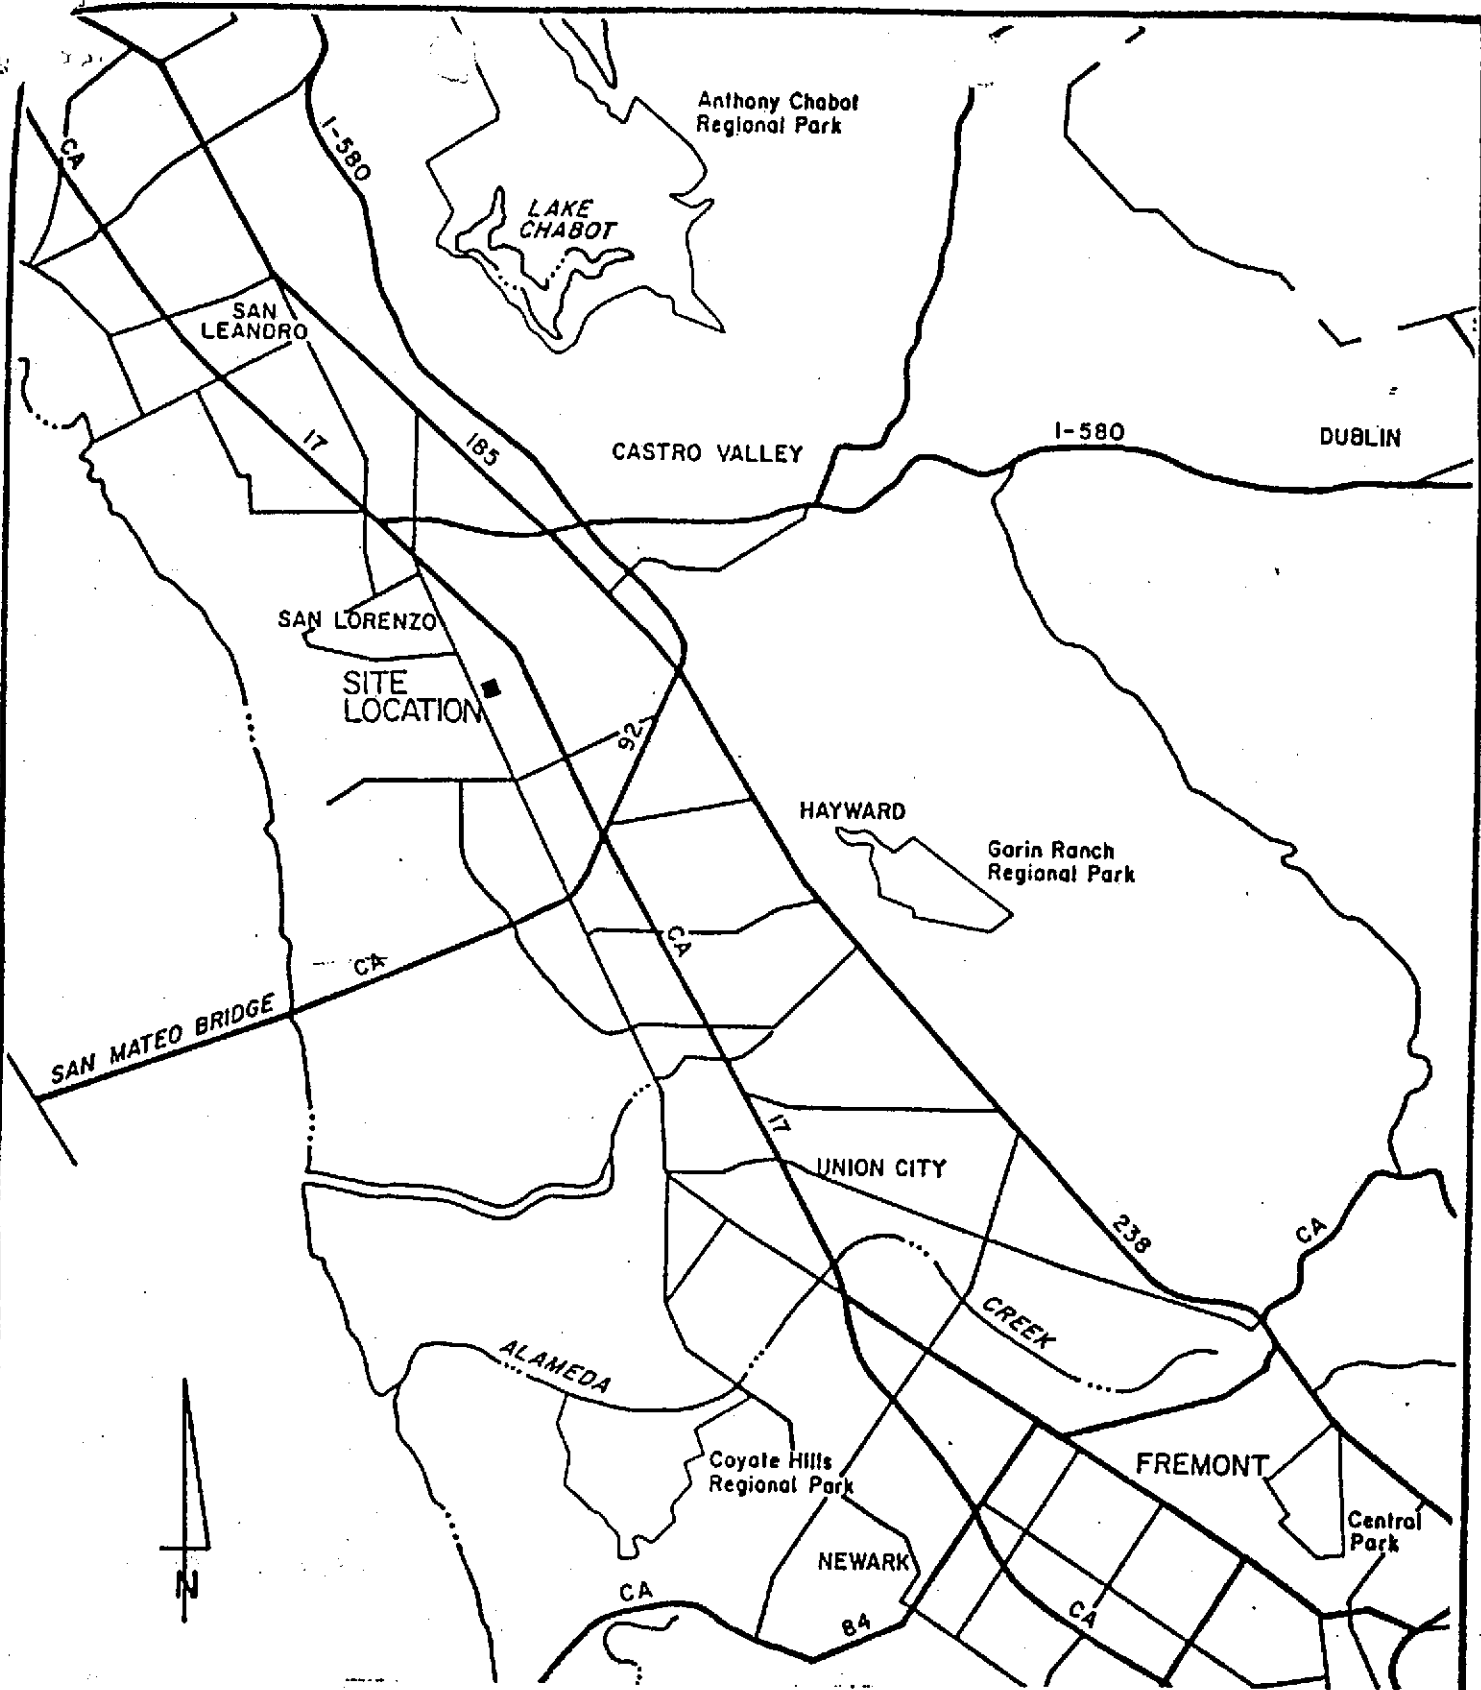 Anthony Chabot
Regional Park
CA
I-580
LAKE
CHABOT
SAN
LEANDRO
17
185
CASTRO VALLEY
I-580
DUBLIN
SAN LORENZO
SITE
LOCATION
92
HAYWARD
Garin Ranch
Regional Park
CA
CA
SAN MATEO BRIDGE
17
UNION CITY
238
CA
CREEK
ALAMEDA
Coyote Hills
Regional Park
FREMONT
Central
Park
NEWARK
CA
84
CA
N